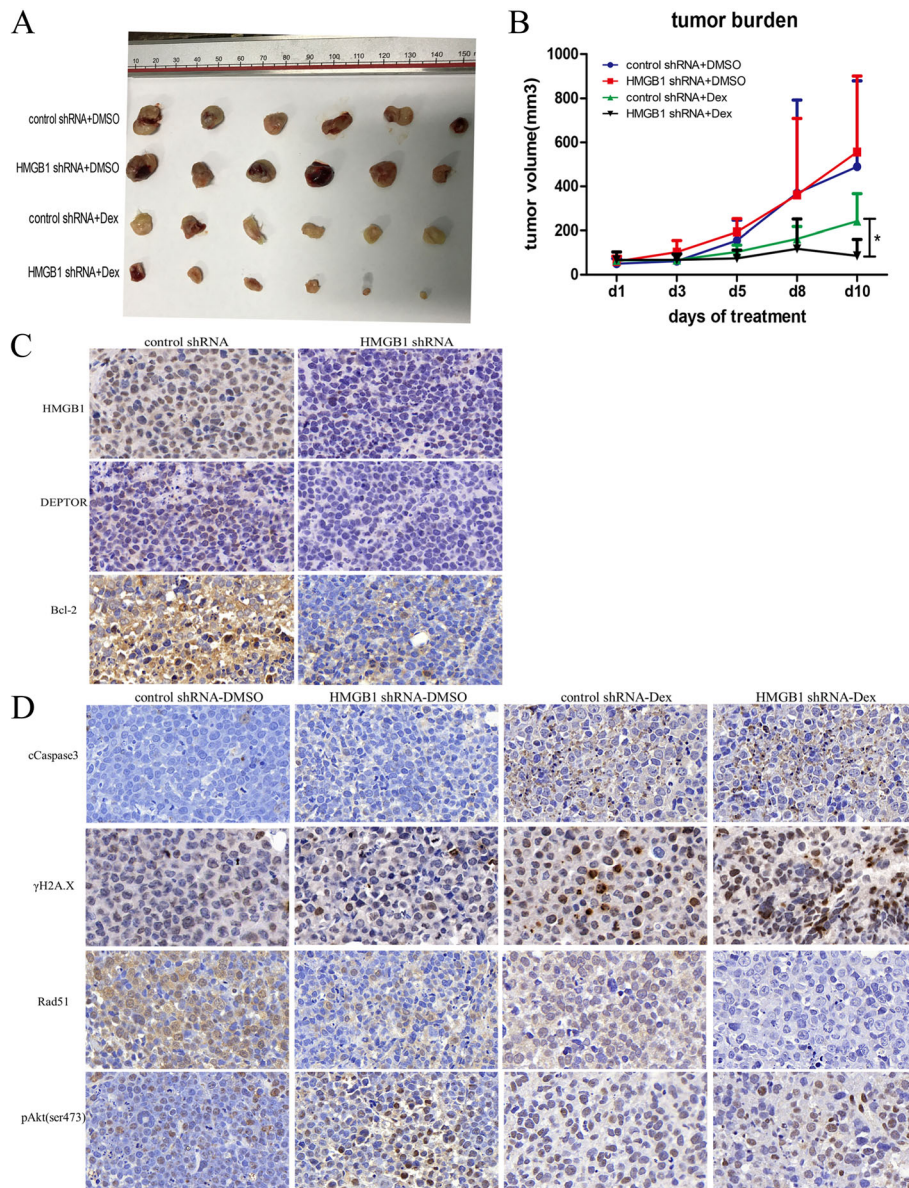 A
10 20 30 40 50 60 70 80 90 100 110 120 130 140 150
control shRNA+DMSO
HMGB1 shRNA+DMSO
control shRNA+Dex
HMGB1 shRNA+Dex
B
tumor burden
tumor volume(mm3)
1000
800
600
400
200
0
control shRNA+DMSO
HMGB1 shRNA+DMSO
control shRNA+Dex
HMGB1 shRNA+Dex
*
d1 d3 d5 d8 d10
days of treatment
C
control shRNA HMGB1 shRNA
HMGB1
DEPTOR
Bcl-2
D
control shRNA-DMSO HMGB1 shRNA-DMSO control shRNA-Dex HMGB1 shRNA-Dex
cCaspase3
γH2A.X
Rad51
pAkt(ser473)